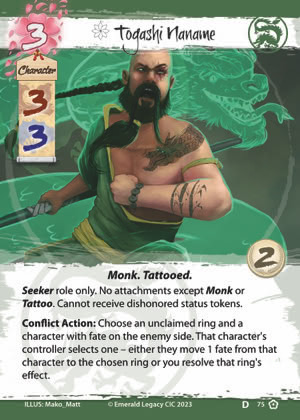 3
Togashi Naname
Character
3
3
2
Monk. Tattooed.
Seeker role only. No attachments except Monk or
Tattoo. Cannot receive dishonored status tokens.
Conflict Action: Choose an unclaimed ring and a
character with fate on the enemy side. That character's
controller selects one – either they move 1 fate from that
character to the chosen ring or you resolve that ring's
effect.
ILLUS: Mako_Matt
© Emerald Legacy CIC 2023
D 75